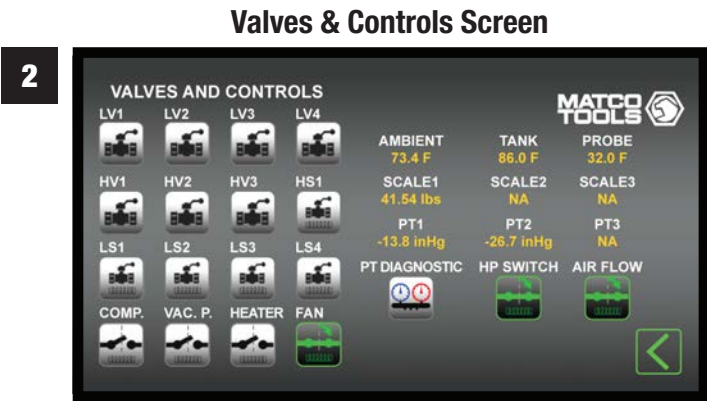 Valves & Controls Screen
2
VALVES AND CONTROLS
MATCO TOOLS
LV1 LV2 LV3 LV4
AMBIENT TANK PROBE
73.4 F 86.0 F 32.0 F
HV1 HV2 HV3 HS1
SCALE1 SCALE2 SCALE3
41.54 lbs NA NA
PT1 PT2 PT3
-13.8 inHg -26.7 inHg NA
LS1 LS2 LS3 LS4
PT DIAGNOSTIC HP SWITCH AIR FLOW
COMP. VAC. P. HEATER FAN